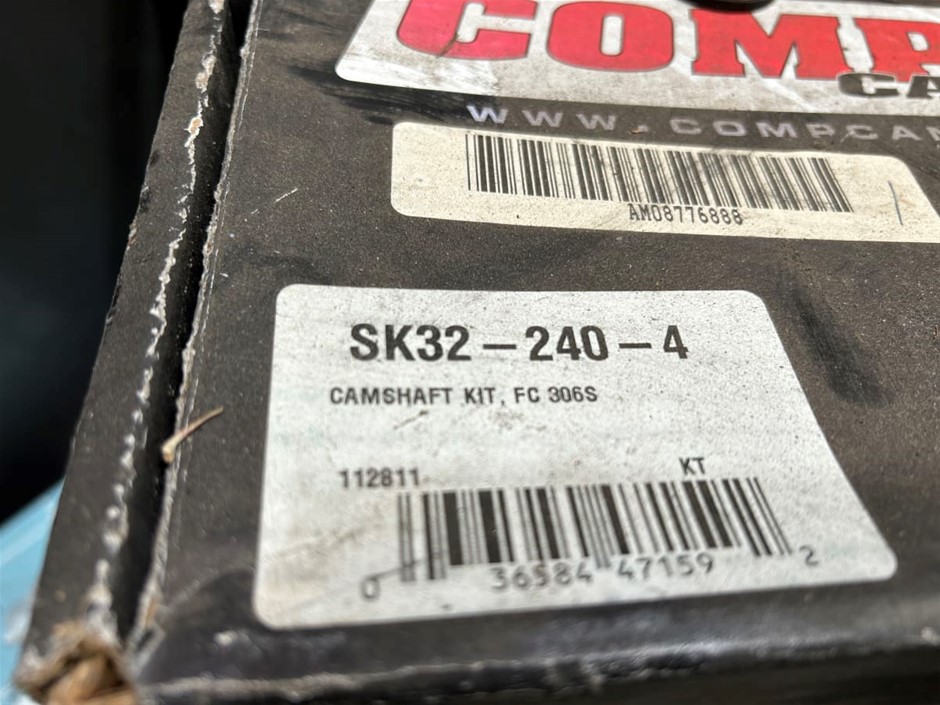 COMP
CA
WWW.COMPCAM
AM08776888
SK32-240-4
CAMSHAFT KIT, FC 306S
112811
KT
0 36584 47159 2